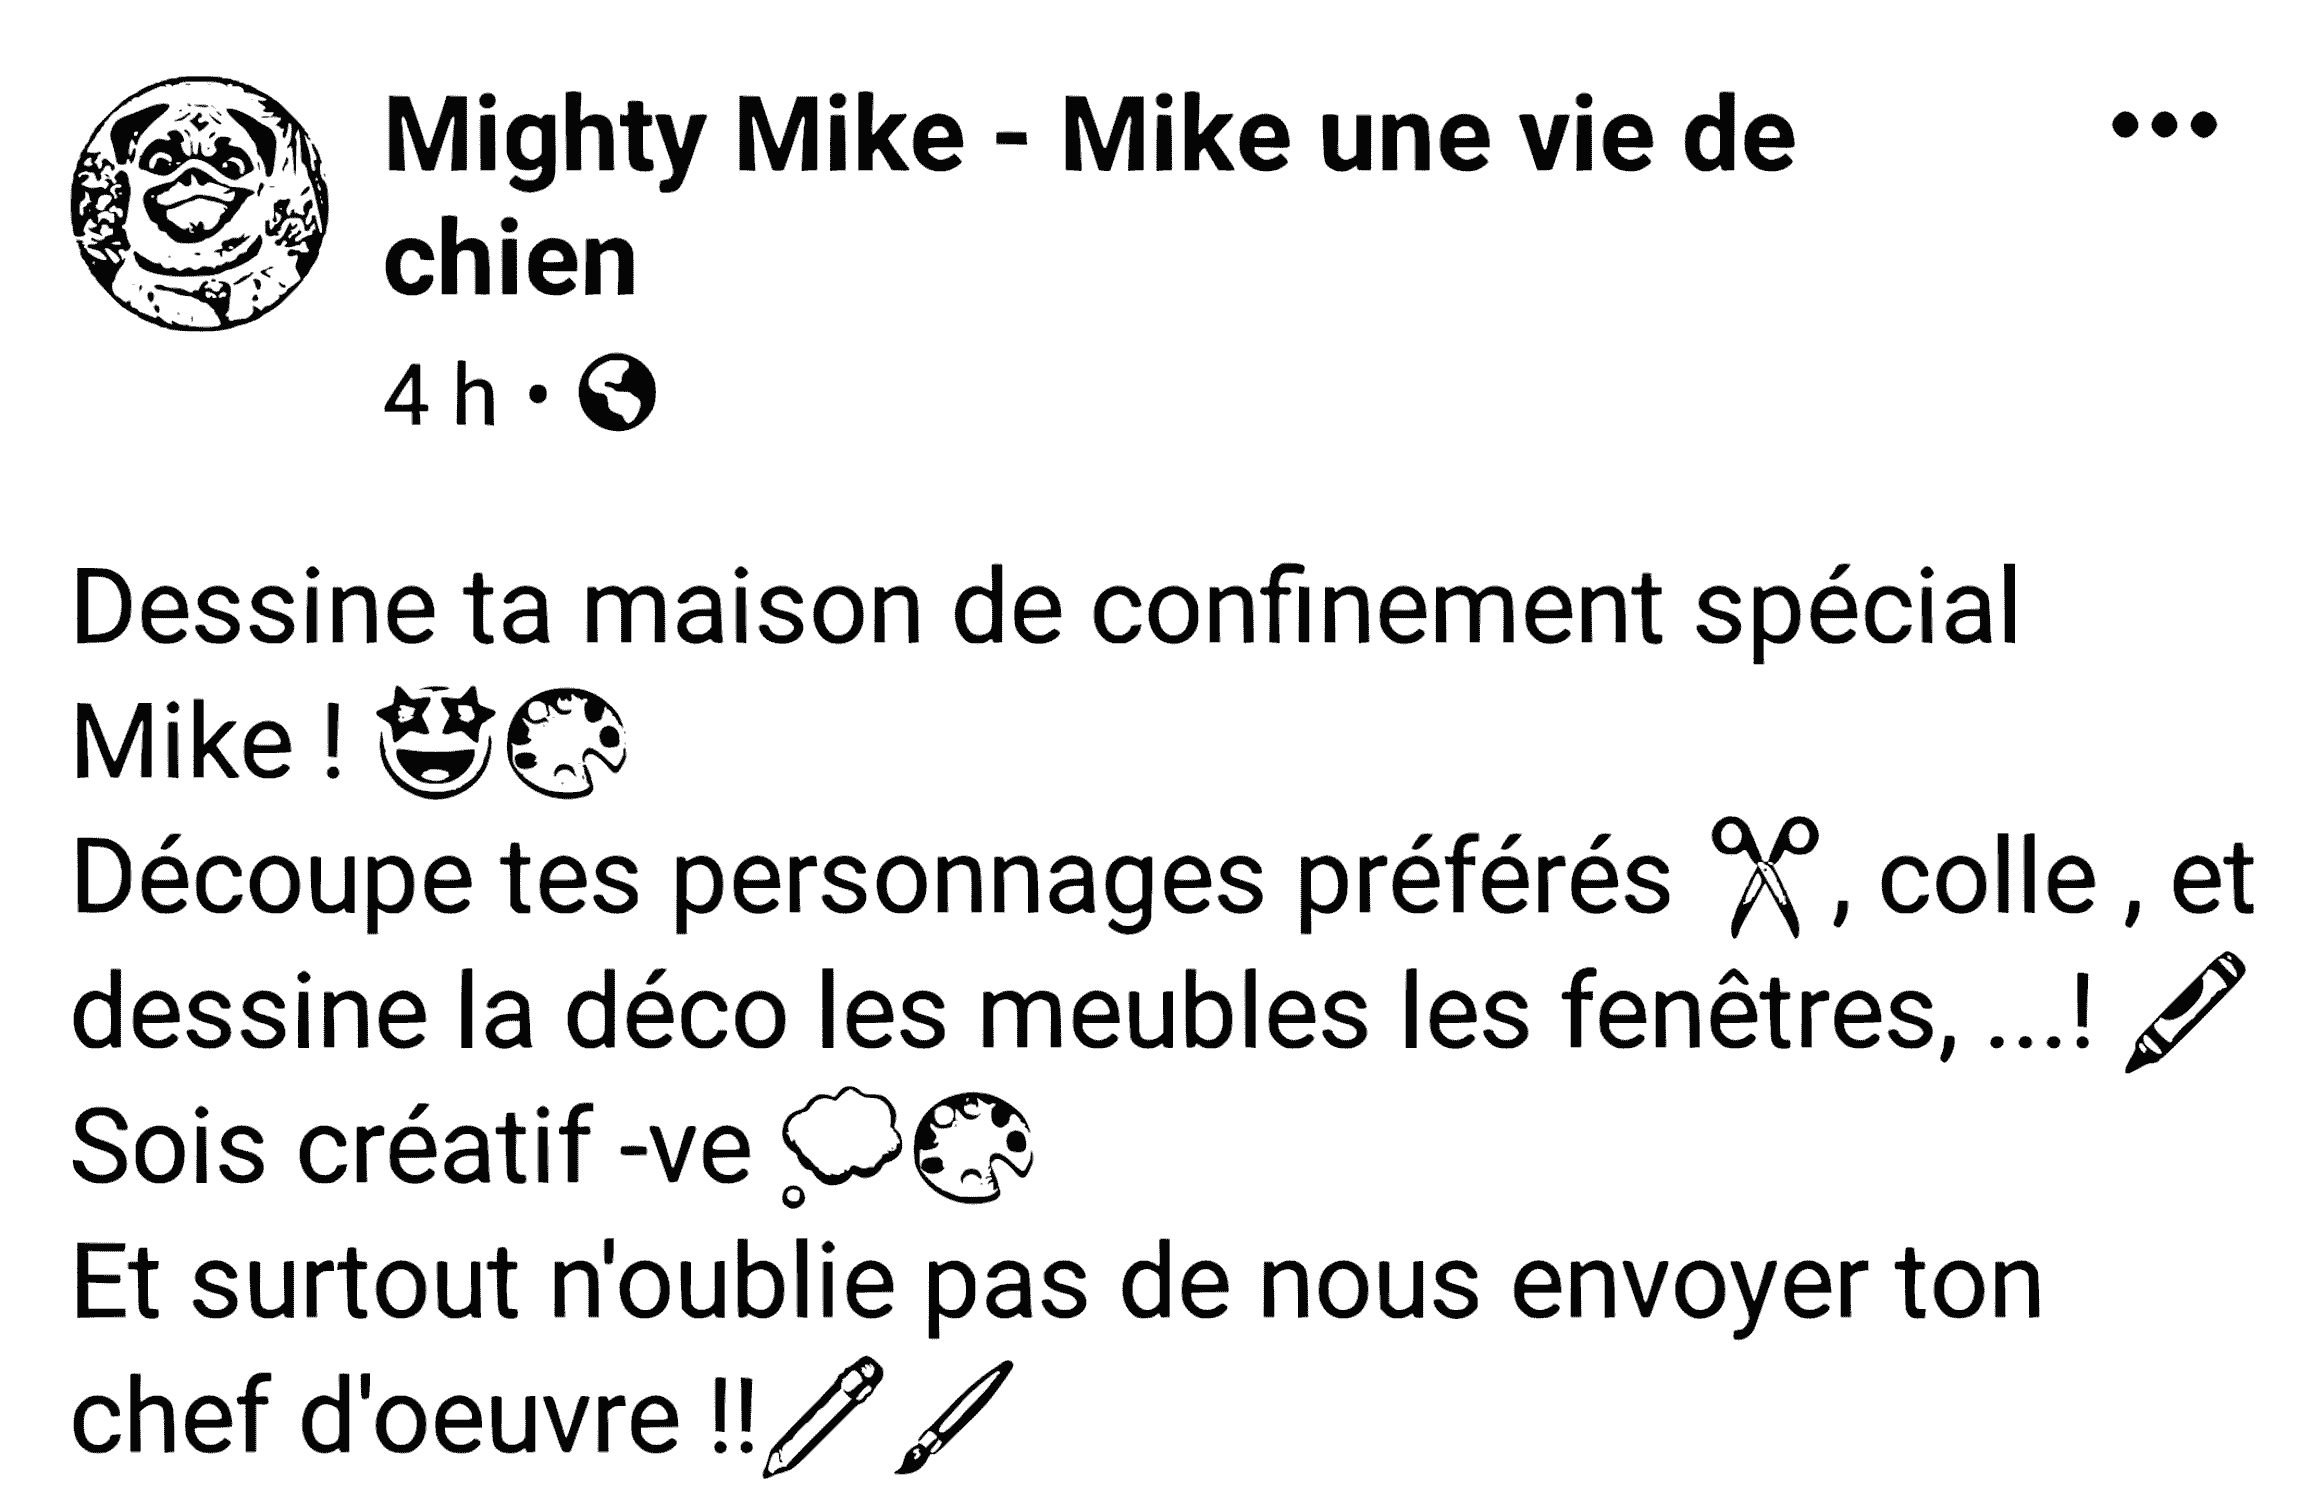 Mighty Mike - Mike une vie de
chien
4 h •
Dessine ta maison de confinement spécial
Mike ! 🤩🎨
Découpe tes personnages préférés ✂️, colle , et
dessine la déco les meubles les fenêtres, ...! 🖍️
Sois créatif -ve 💭🎨
Et surtout n'oublie pas de nous envoyer ton
chef d'oeuvre !!✏️🖌️